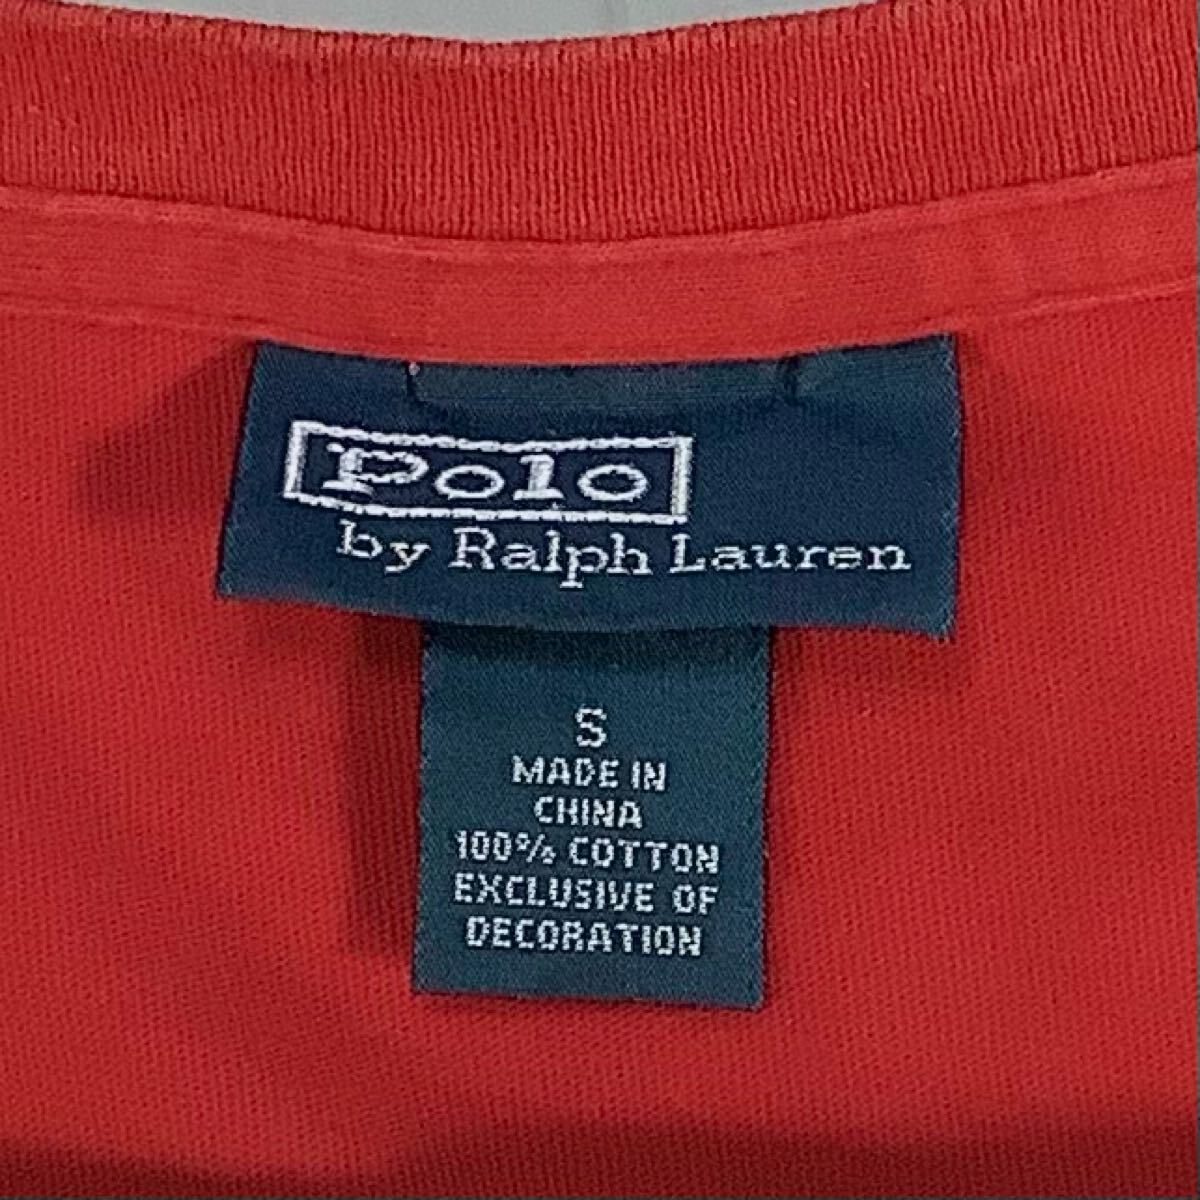 Polo
by Ralph Lauren
S
MADE IN
CHINA
100% COTTON
EXCLUSIVE OF
DECORATION